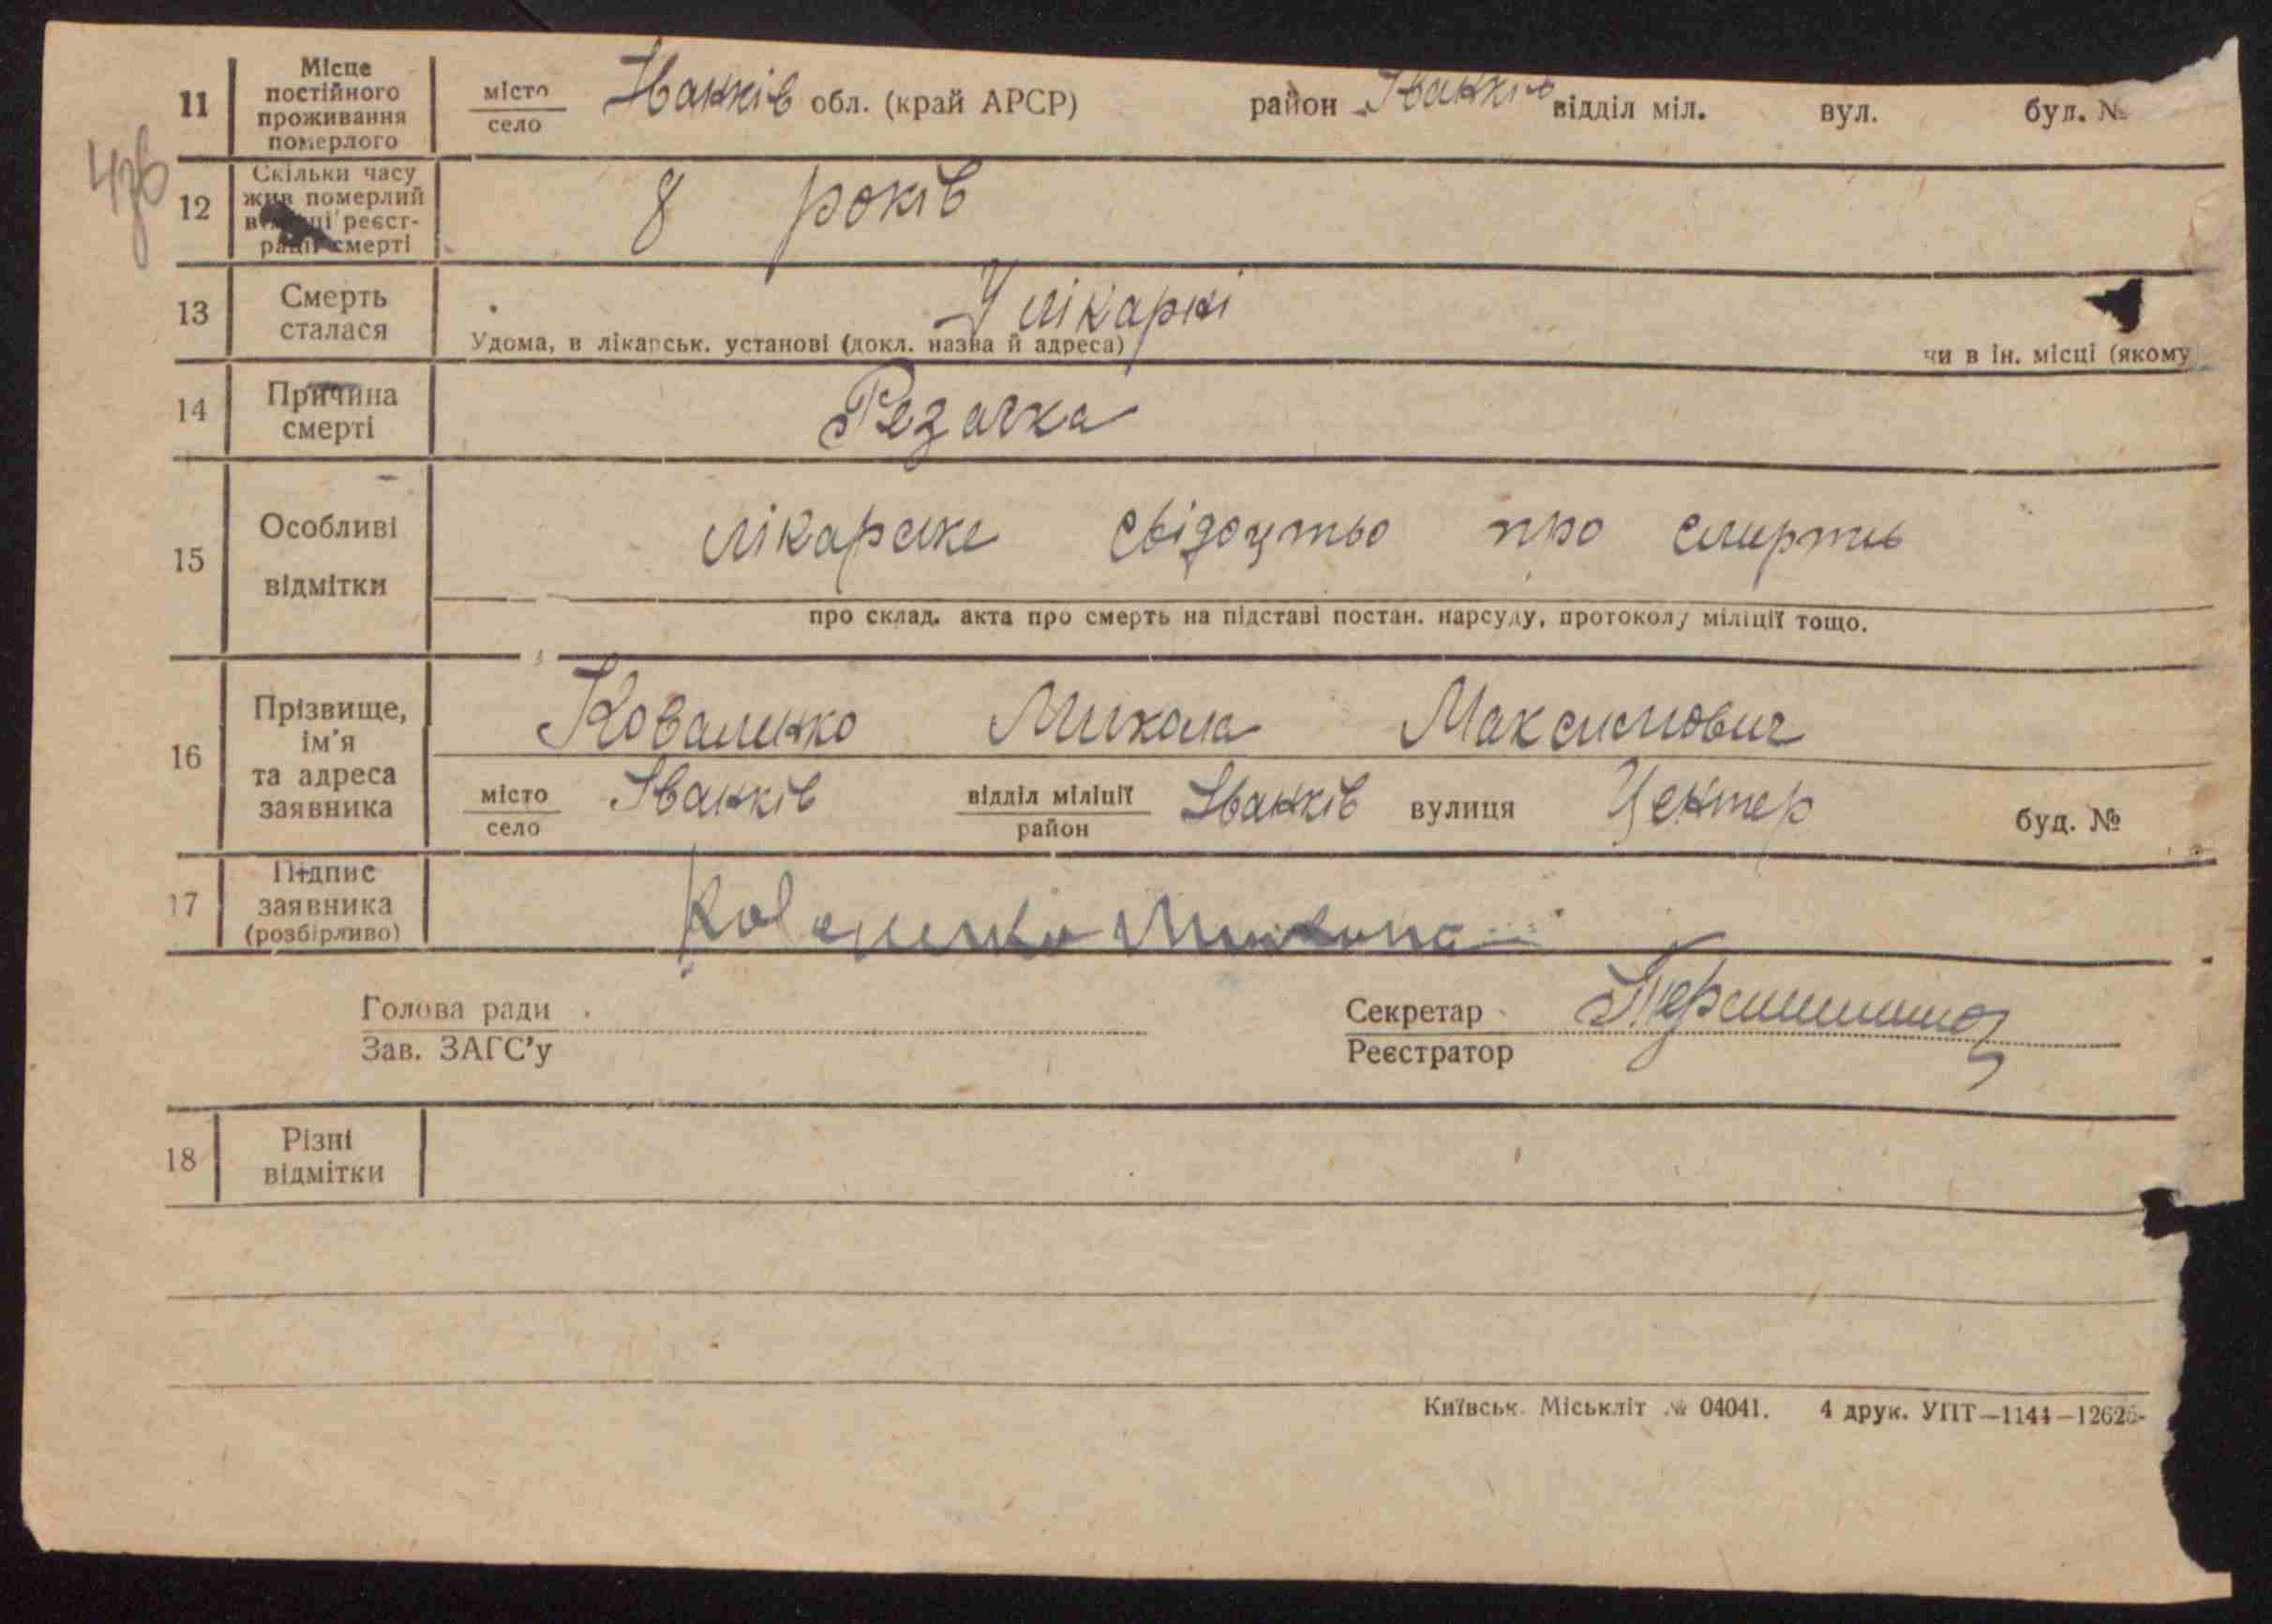 11 Місце постійного проживання померлого місто село Іванків обл. (край АРСР) район Іванків відділ міл. вул. буд. №
436
12 Скільки часу жив померлий в реєстрації смерті 8 років
13 Смерть сталася У лікарні
Удома, в лікарськ. установі (докл. назва й адреса) чи в ін. місці (якому
14 Причина смерті Резачка
15 Особливі відмітки лікарське свідоцтво про смерть
про склад. акта про смерть на підставі постан. нарсуду, протоколу міліції тощо.
16 Прізвище, ім'я та адреса заявника Коваленко Микола Максимович
місто село Іванків відділ міліції район Іванків вулиця Центер буд. №
17 Підпис заявника (розбірливо) Коваленко Микола
Голова ради Секретар
Зав. ЗАГС'у Реєстратор
18 Різні відмітки
Київськ. Міськліт № 04041. 4 друк. УПТ—1144—12626-